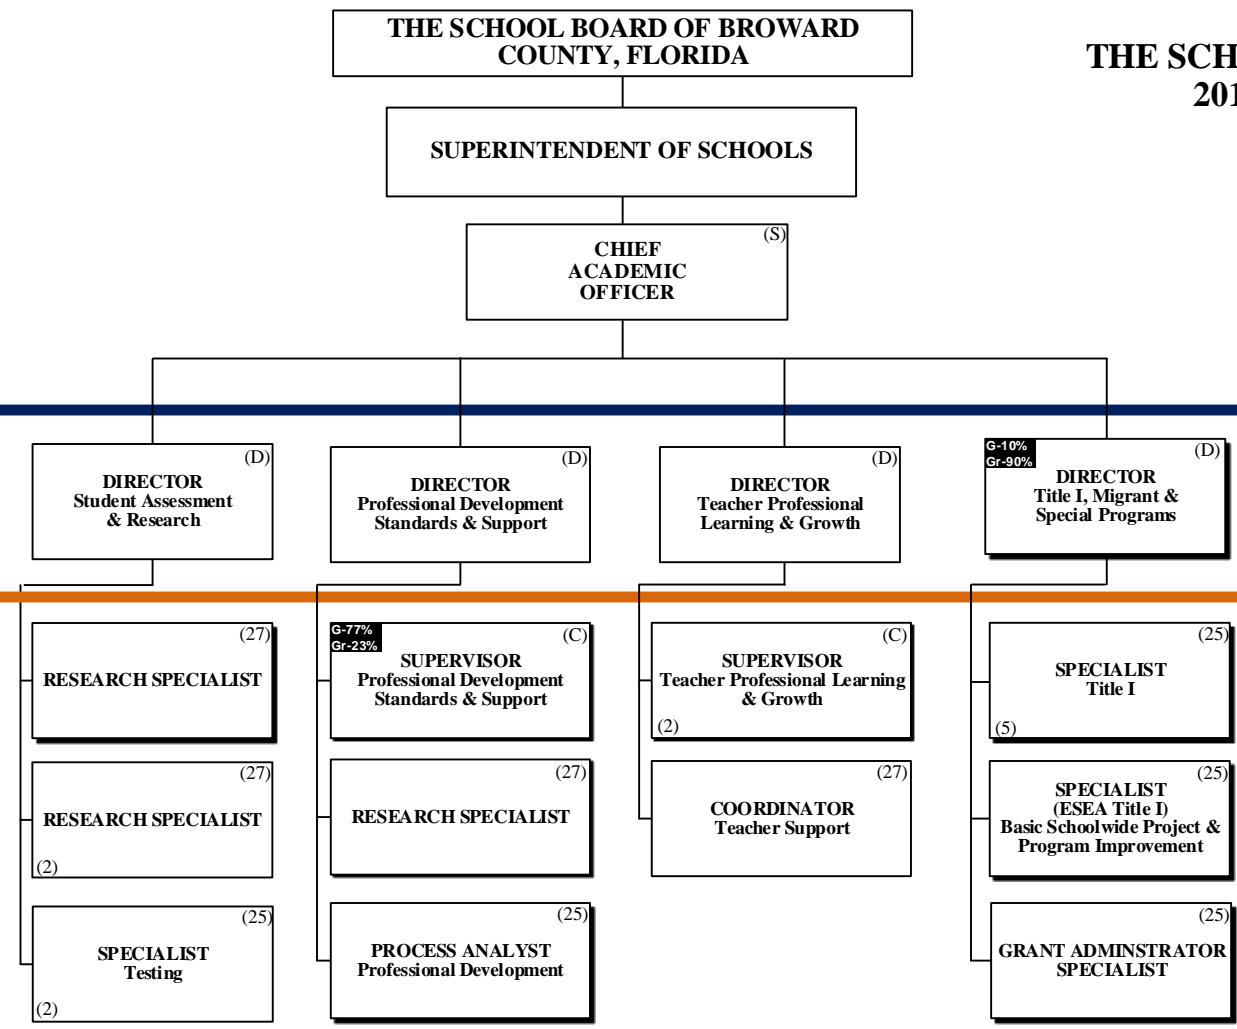 THE SCHOOL BOARD OF BROWARD
COUNTY, FLORIDA
THE SCH
201
SUPERINTENDENT OF SCHOOLS
(S)
CHIEF
ACADEMIC
OFFICER
(D)
DIRECTOR
Student Assessment
& Research
(D)
DIRECTOR
Professional Development
Standards & Support
(D)
DIRECTOR
Teacher Professional
Learning & Growth
G-10%
Gr-90%
(D)
DIRECTOR
Title I, Migrant &
Special Programs
(27)
RESEARCH SPECIALIST
G-77%
Gr-23%
(C)
SUPERVISOR
Professional Development
Standards & Support
(C)
SUPERVISOR
Teacher Professional Learning
& Growth
(2)
(25)
SPECIALIST
Title I
(5)
(27)
RESEARCH SPECIALIST
(2)
(27)
RESEARCH SPECIALIST
(27)
COORDINATOR
Teacher Support
(25)
SPECIALIST
(ESEA Title I)
Basic Schoolwide Project &
Program Improvement
(25)
SPECIALIST
Testing
(2)
(25)
PROCESS ANALYST
Professional Development
(25)
GRANT ADMINSTRATOR
SPECIALIST